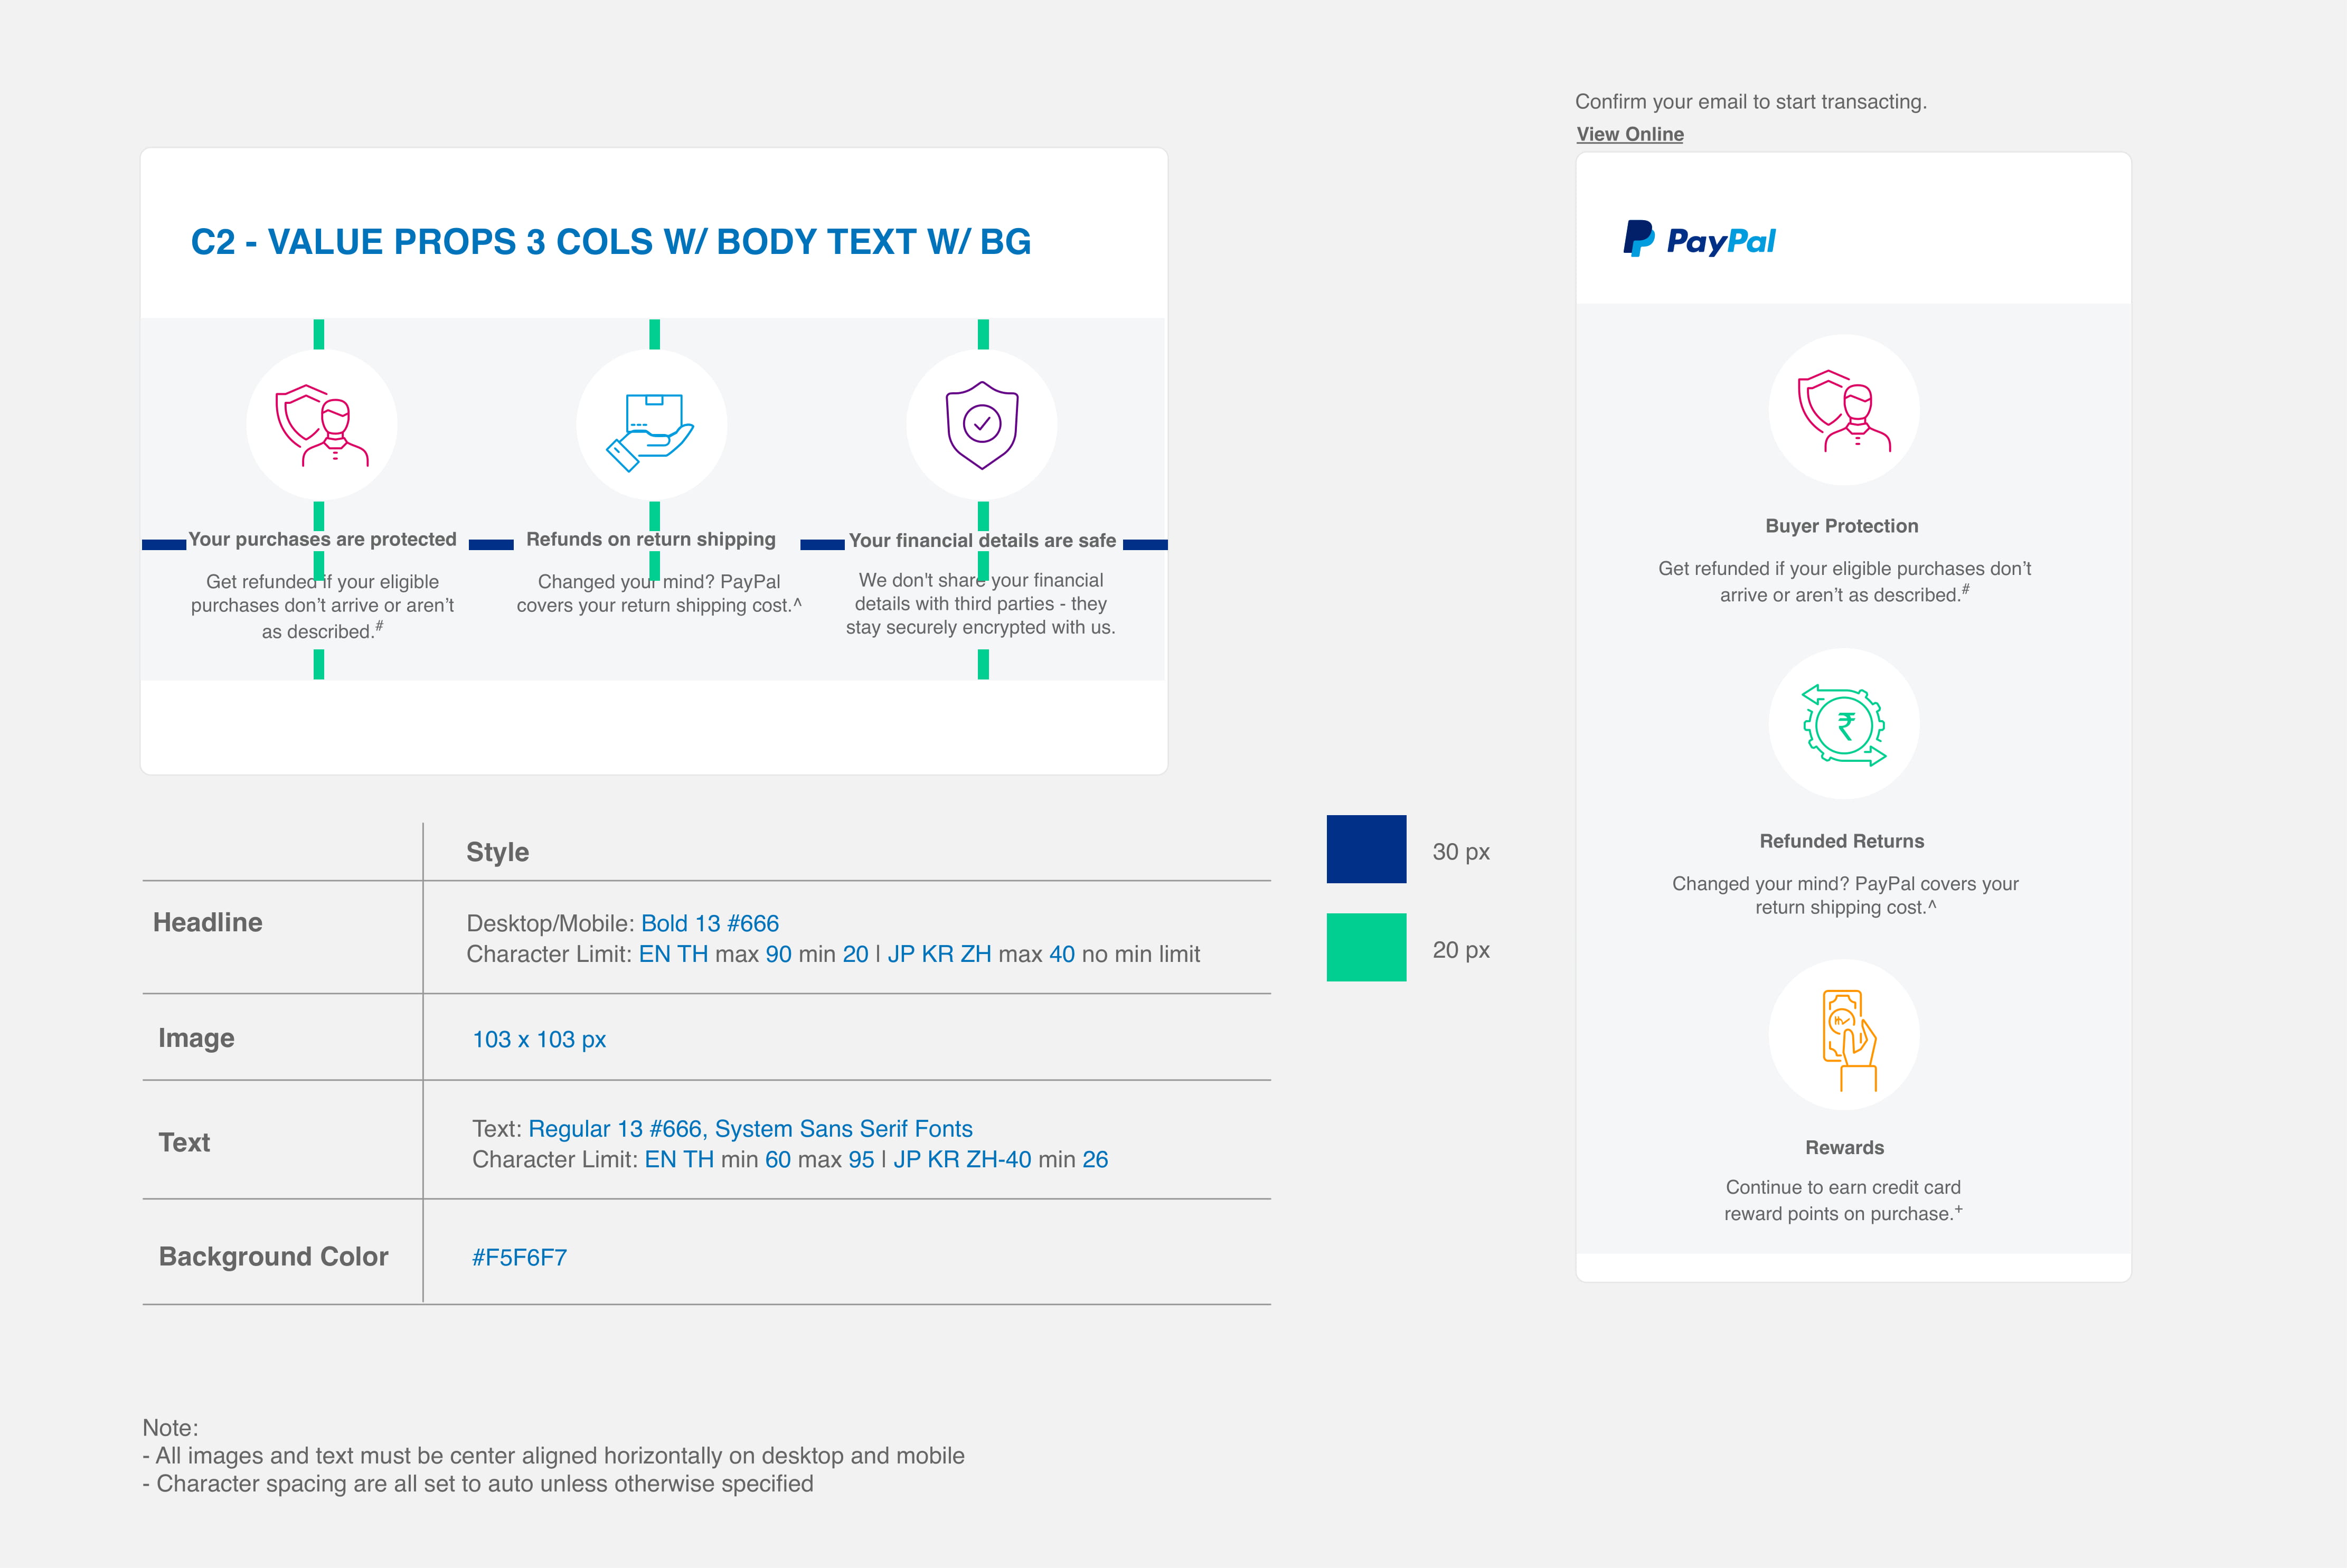 C2 - VALUE PROPS 3 COLS W/ BODY TEXT W/ BG
Your purchases are protected
Get refunded if your eligible
purchases don’t arrive or aren’t
as described.#
Refunds on return shipping
Changed your mind? PayPal
covers your return shipping cost.^
Your financial details are safe
We don't share your financial
details with third parties - they
stay securely encrypted with us.
Style
Headline
Desktop/Mobile: Bold 13 #666
Character Limit: EN TH max 90 min 20 | JP KR ZH max 40 no min limit
Image
103 x 103 px
Text
Text: Regular 13 #666, System Sans Serif Fonts
Character Limit: EN TH min 60 max 95 | JP KR ZH-40 min 26
Background Color
#F5F6F7
30 px
20 px
Note:
- All images and text must be center aligned horizontally on desktop and mobile
- Character spacing are all set to auto unless otherwise specified
Confirm your email to start transacting.
View Online
PayPal
Buyer Protection
Get refunded if your eligible purchases don’t
arrive or aren’t as described.#
₹
Refunded Returns
Changed your mind? PayPal covers your
return shipping cost.^
Rewards
Continue to earn credit card
reward points on purchase.+